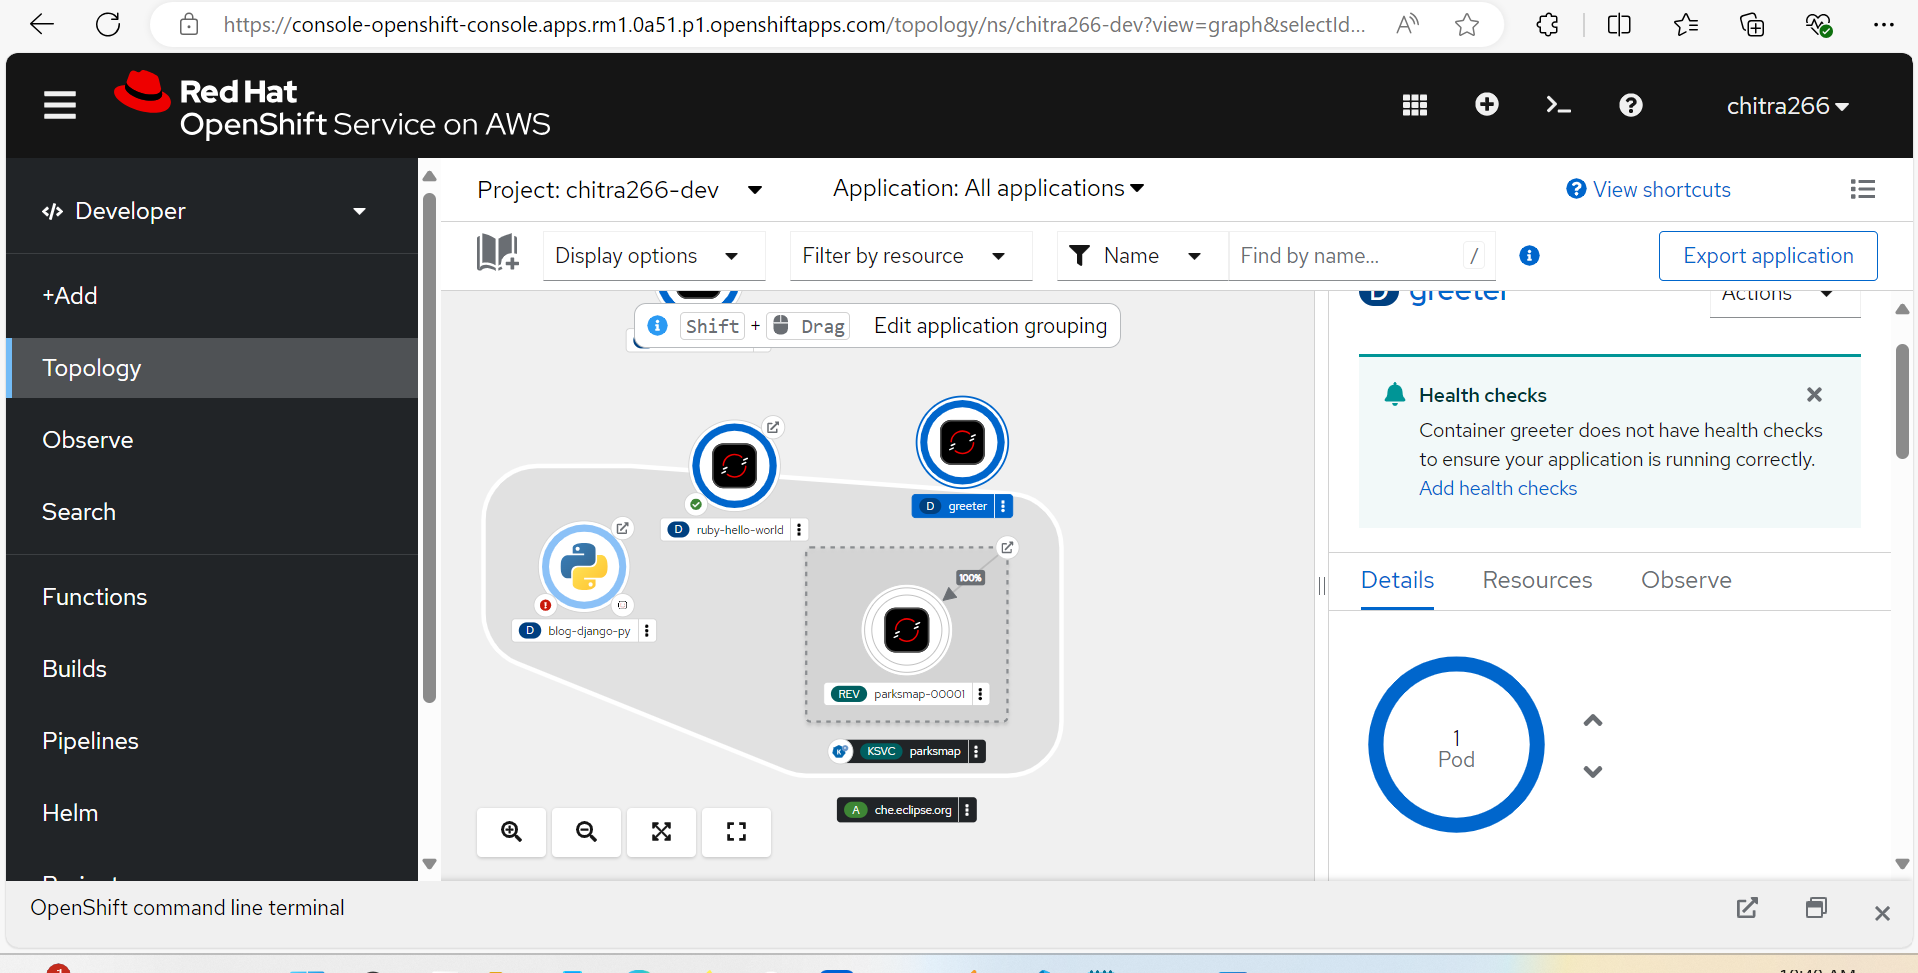 https://console-openshift-console.apps.rm1.0a51.p1.openshiftapps.com/topology/ns/chitra266-dev?view=graph&selectId...
Red Hat
OpenShift Service on AWS
chitra266
Developer
+Add
Topology
Observe
Search
Functions
Builds
Pipelines
Helm
Project: chitra266-dev
Application: All applications
View shortcuts
Display options
Filter by resource
Name
Find by name...
/
Export application
Shift + Drag Edit application grouping
D ruby-hello-world
D greeter
D blog-django-py
100%
REV parksmap-00001
KSVC parksmap
A che.eclipse.org
D greeter
Actions
Health checks
Container greeter does not have health checks
to ensure your application is running correctly.
Add health checks
Details
Resources
Observe
1
Pod
OpenShift command line terminal